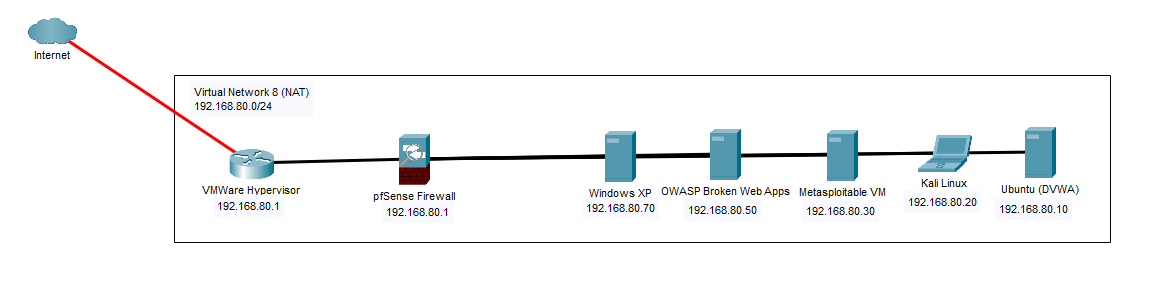 Internet
Virtual Network 8 (NAT)
192.168.80.0/24
VMWare Hypervisor
192.168.80.1
pfSense Firewall
192.168.80.1
Windows XP
192.168.80.70
OWASP Broken Web Apps
192.168.80.50
Metasploitable VM
192.168.80.30
Kali Linux
192.168.80.20
Ubuntu (DVWA)
192.168.80.10